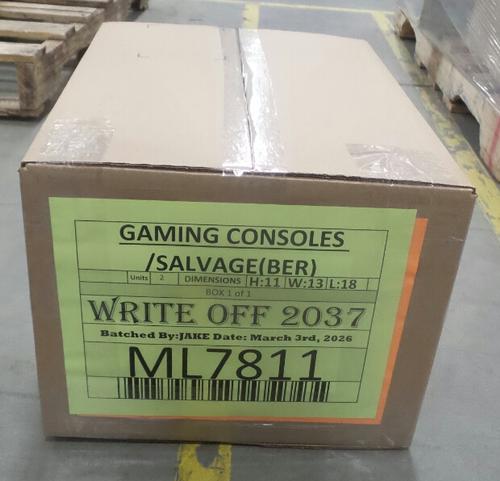 GAMING CONSOLES
/SALVAGE(BER)
Units 2 DIMENSIONS H:11 W:13 L:18
BOX 1 of 1
WRITE OFF 2037
Batched By:JAKE Date: March 3rd, 2026
ML7811